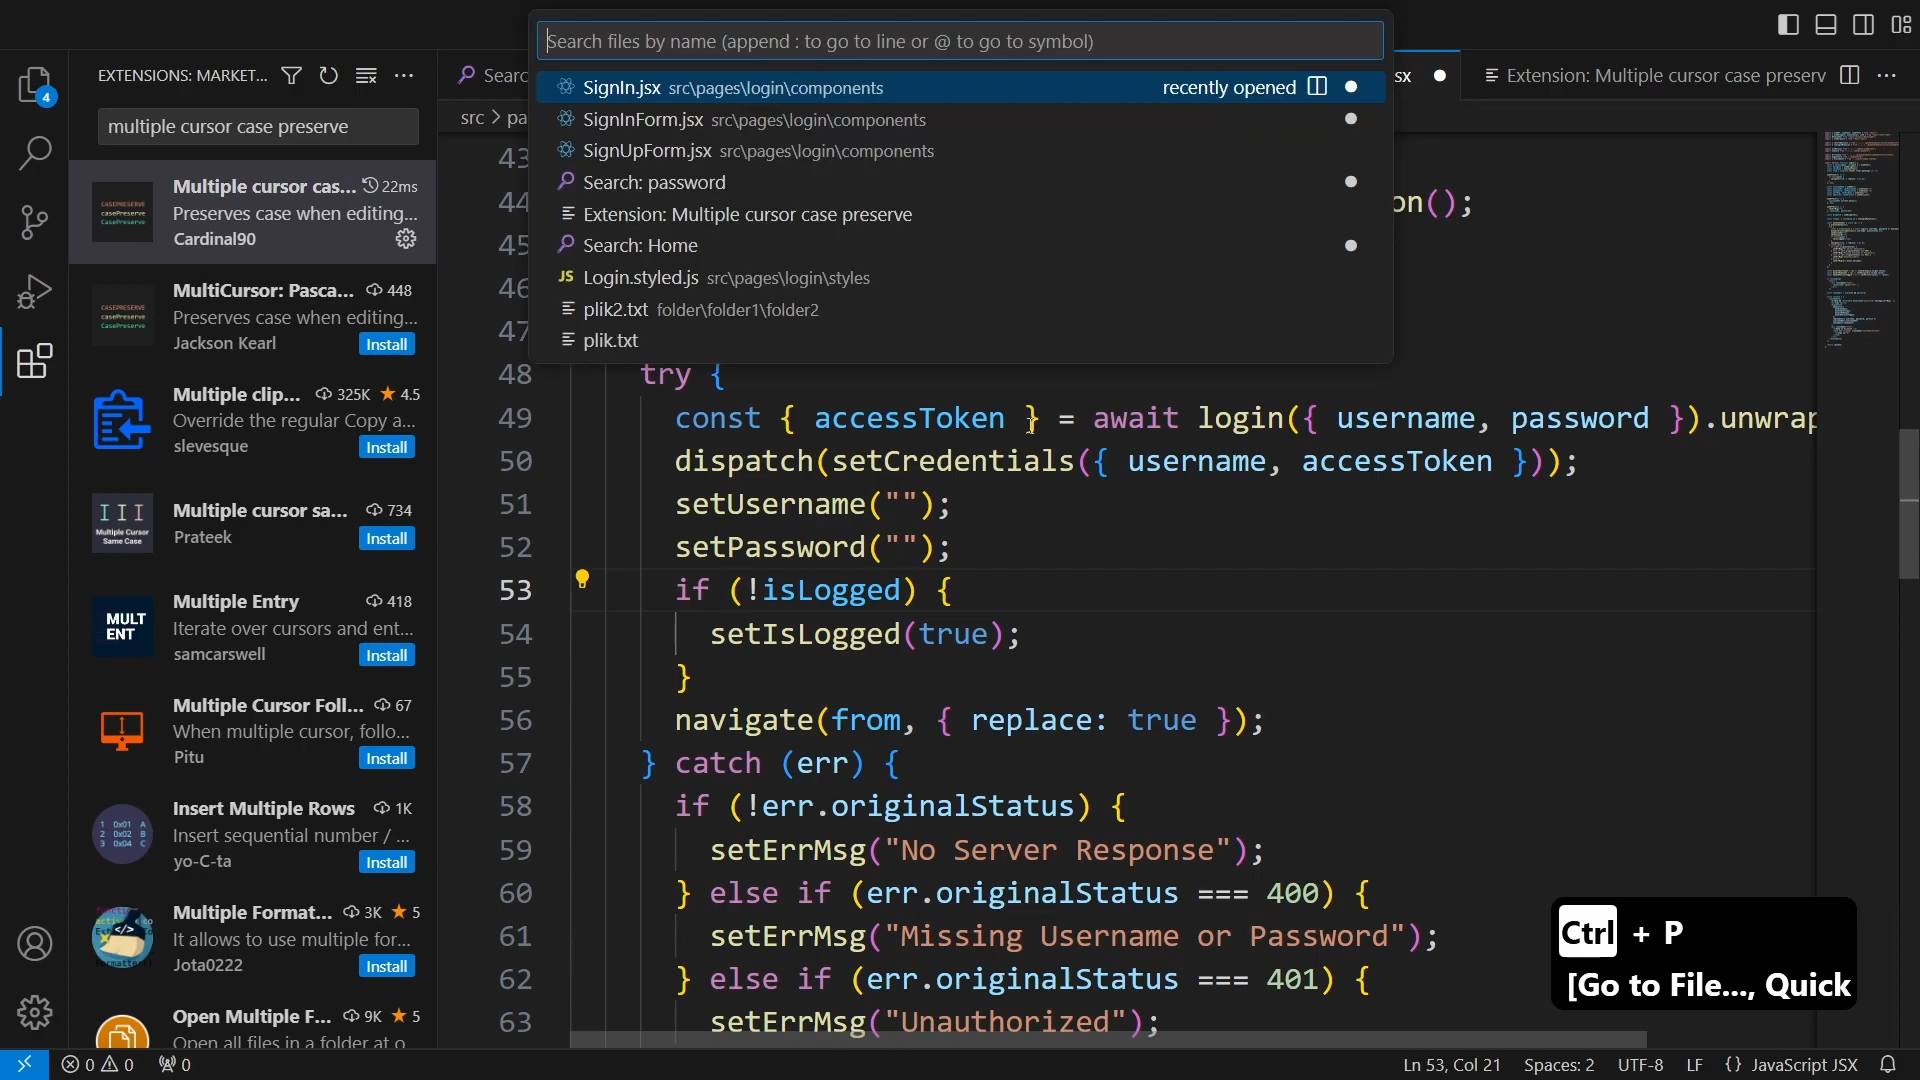 Search files by name (append : to go to line or @ to go to symbol)
SignIn.jsx src\pages\login\components recently opened
SignInForm.jsx src\pages\login\components
SignUpForm.jsx src\pages\login\components
Search: password
Extension: Multiple cursor case preserve
Search: Home
Login.styled.js src\pages\login\styles
plik2.txt folder\folder1\folder2
plik.txt
EXTENSIONS: MARKET...
multiple cursor case preserve
4
Multiple cursor cas... 22ms
Preserves case when editing...
Cardinal90
MultiCursor: Pasca... 448
Preserves case when editing...
Jackson Kearl Install
Multiple clip... 325K 4.5
Override the regular Copy a...
slevesque Install
Multiple cursor sa... 734
Prateek Install
Multiple Cursor
Same Case
Multiple Entry 418
Iterate over cursors and ent...
samcarswell Install
MULT
ENT
Multiple Cursor Foll... 67
When multiple cursor, follo...
Pitu Install
Insert Multiple Rows 1K
Insert sequential number / ...
yo-C-ta Install
Multiple Format... 3K 5
It allows to use multiple for...
Jota0222 Install
Open Multiple F... 9K 5
Open all files in a folder at o
Searc
sx
Extension: Multiple cursor case preserv
src > pa
43
44 on();
45
46
47
48 try {
49 const { accessToken } = await login({ username, password }).unwrap
50 dispatch(setCredentials({ username, accessToken }));
51 setUsername("");
52 setPassword("");
53 if (!isLogged) {
54 setIsLogged(true);
55 }
56 navigate(from, { replace: true });
57 } catch (err) {
58 if (!err.originalStatus) {
59 setErrMsg("No Server Response");
60 } else if (err.originalStatus === 400) {
61 setErrMsg("Missing Username or Password");
62 } else if (err.originalStatus === 401) {
63 setErrMsg("Unauthorized");
Ctrl + P
[Go to File..., Quick
0 0 0
Ln 53, Col 21 Spaces: 2 UTF-8 LF {} JavaScript JSX